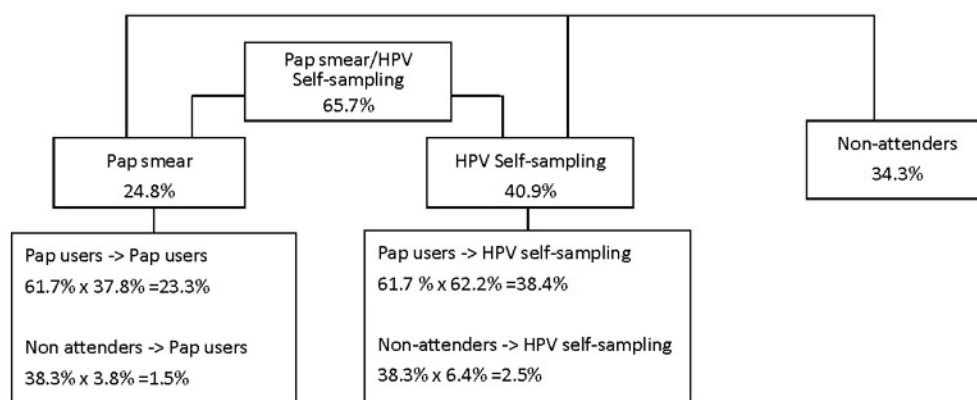 Pap smear/HPV
Self-sampling
65.7%
Pap smear
24.8%
HPV Self-sampling
40.9%
Non-attenders
34.3%
Pap users -> Pap users
61.7% x 37.8% =23.3%
Non attenders -> Pap users
38.3% x 3.8% =1.5%
Pap users -> HPV self-sampling
61.7 % x 62.2% =38.4%
Non-attenders -> HPV self-sampling
38.3% x 6.4% =2.5%